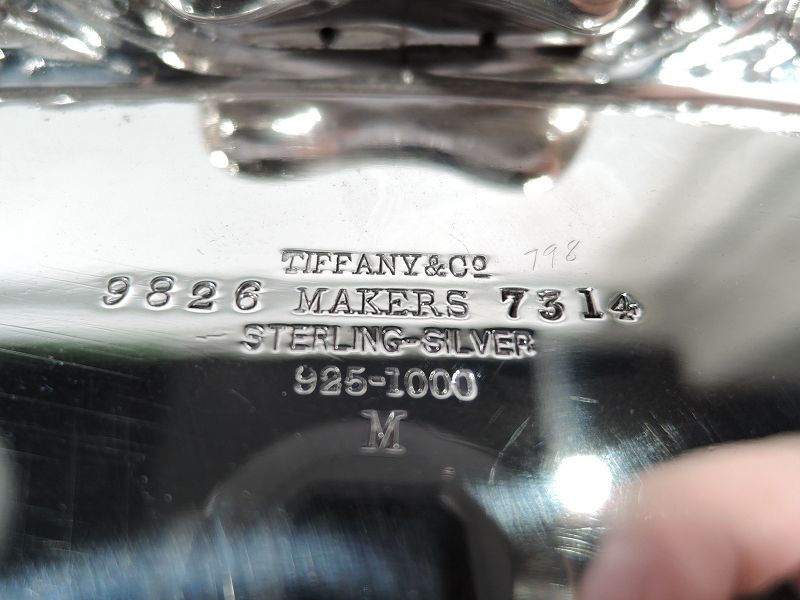 TIFFANY & Co 798
9826 MAKERS 7314
STERLING-SILVER
925-1000
M